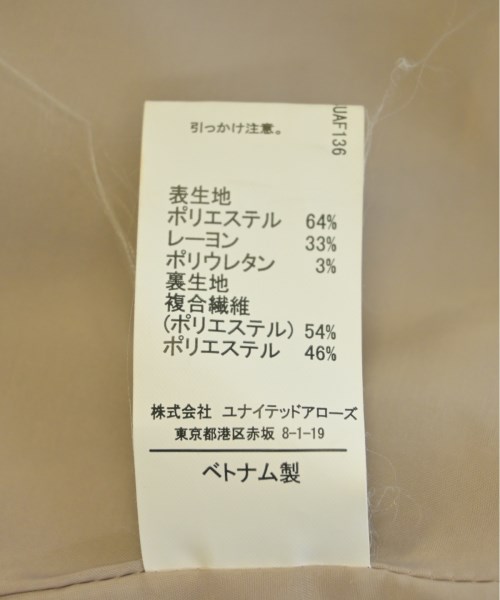 引っかけ注意。
UAF136
表生地
ポリエステル 64%
レーヨン 33%
ポリウレタン 3%
裏生地
複合繊維
(ポリエステル) 54%
ポリエステル 46%
株式会社 ユナイテッドアローズ
東京都港区赤坂 8-1-19
ベトナム製